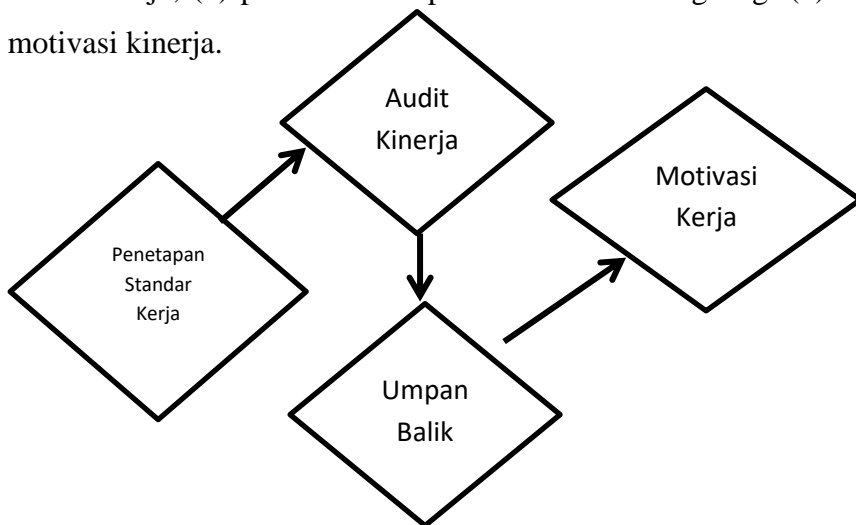 motivasi kinerja.
Audit
Kinerja
Motivasi
Kerja
Penetapan
Standar
Kerja
Umpan
Balik